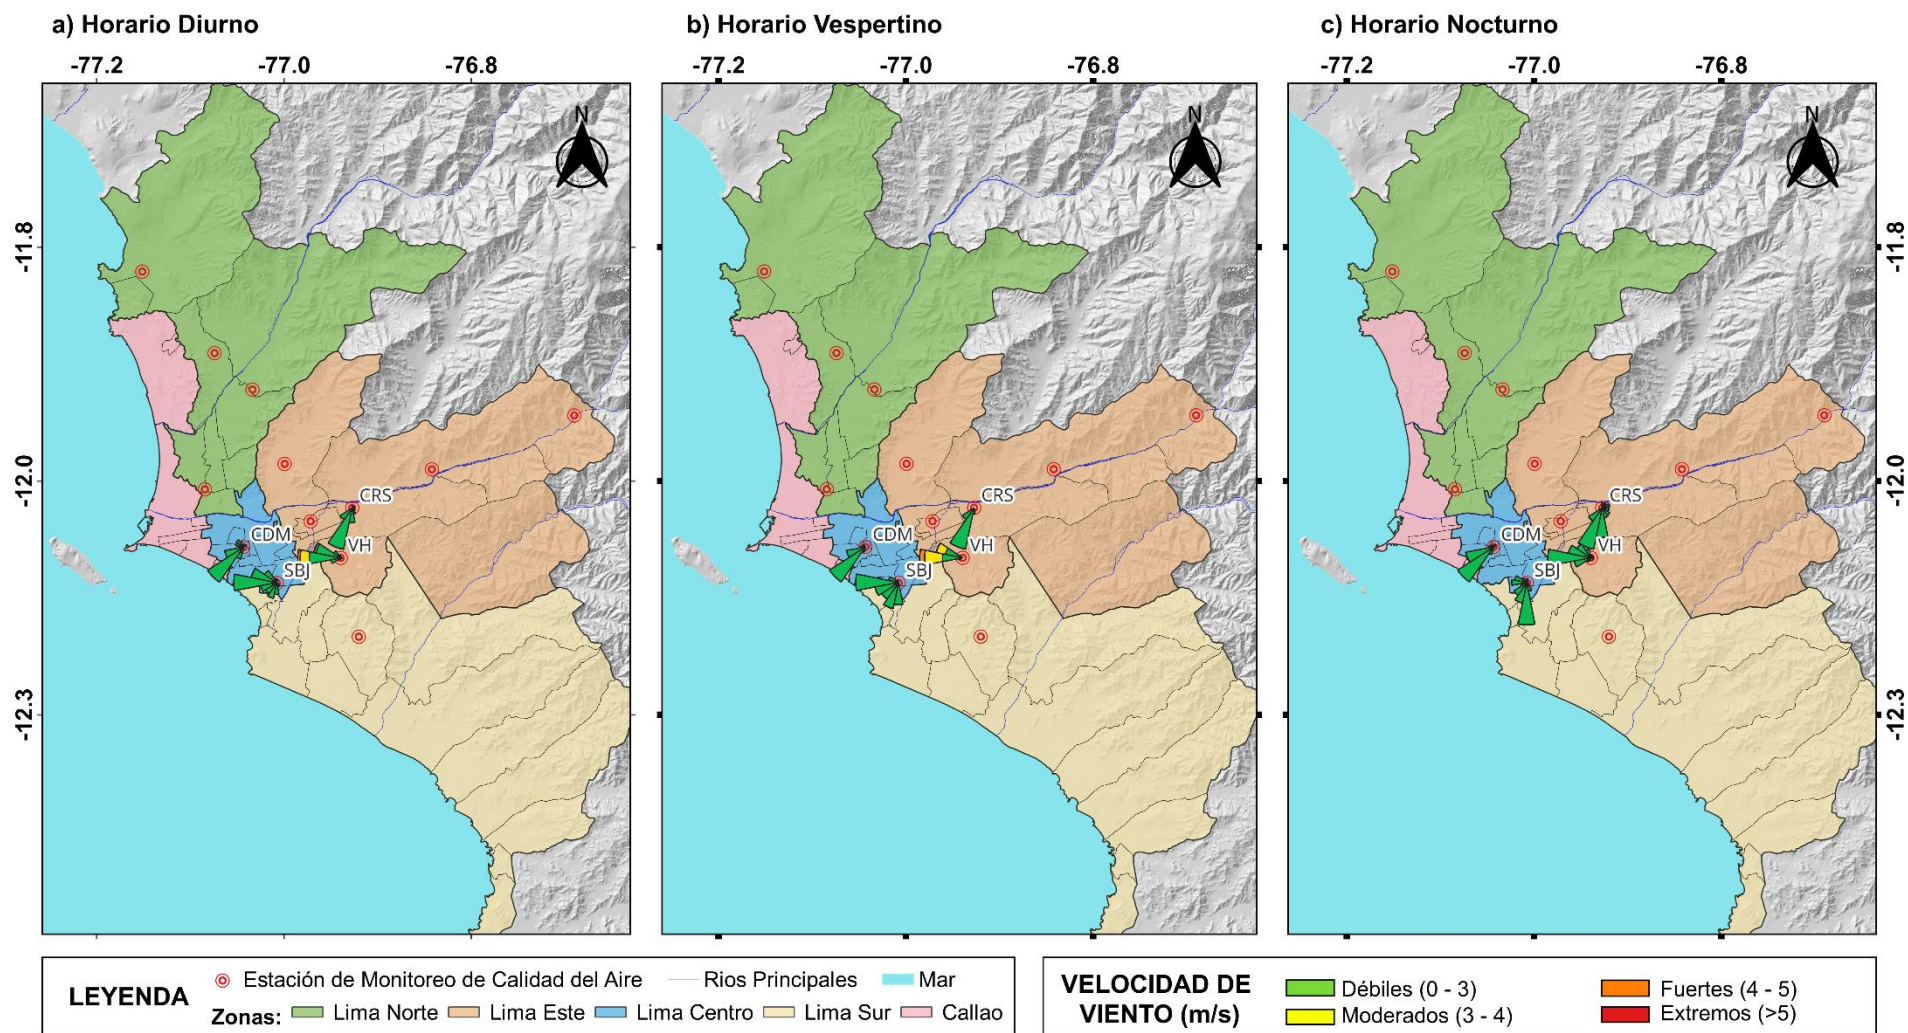 a) Horario Diurno
b) Horario Vespertino
c) Horario Nocturno
-77.2 -77.0 -76.8
-77.2 -77.0 -76.8
-77.2 -77.0 -76.8
N
N
N
-11.8
-12.0
-12.3
-11.8
-12.0
-12.3
CRS
CDM
VH
SBJ
CRS
CDM
VH
SBJ
CRS
CDM
VH
SBJ
LEYENDA
Estación de Monitoreo de Calidad del Aire
Rios Principales
Mar
Zonas:
Lima Norte
Lima Este
Lima Centro
Lima Sur
Callao
VELOCIDAD DE
VIENTO (m/s)
Débiles (0 - 3)
Moderados (3 - 4)
Fuertes (4 - 5)
Extremos (>5)